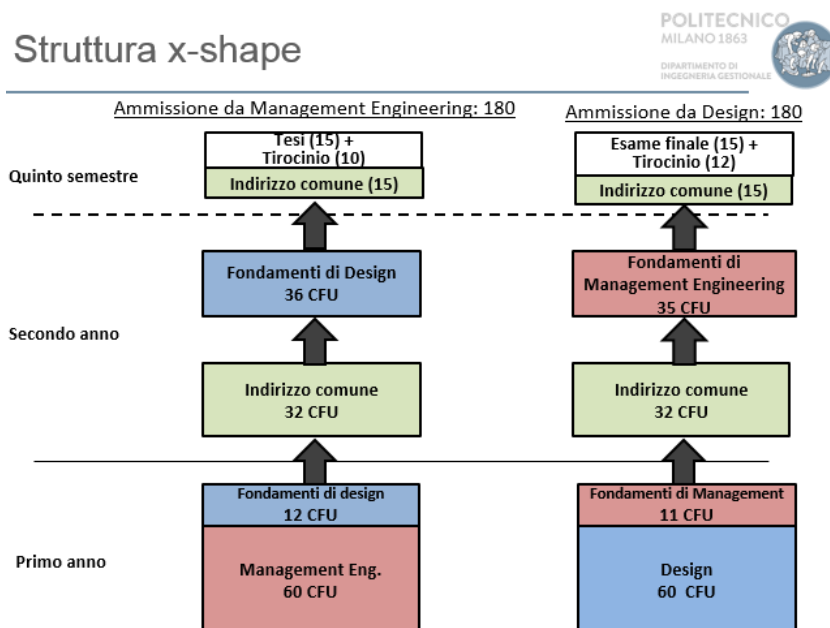 Struttura x-shape
POLITECNICO
MILANO 1863
DIPARTIMENTO DI
INGEGNERIA GESTIONALE
Ammissione da Management Engineering: 180
Ammissione da Design: 180
Quinto semestre
Tesi (15) +
Tirocinio (10)
Indirizzo comune (15)
Esame finale (15) +
Tirocinio (12)
Indirizzo comune (15)
Secondo anno
Fondamenti di Design
36 CFU
Fondamenti di
Management Engineering
35 CFU
Indirizzo comune
32 CFU
Indirizzo comune
32 CFU
Primo anno
Fondamenti di design
12 CFU
Management Eng.
60 CFU
Fondamenti di Management
11 CFU
Design
60 CFU